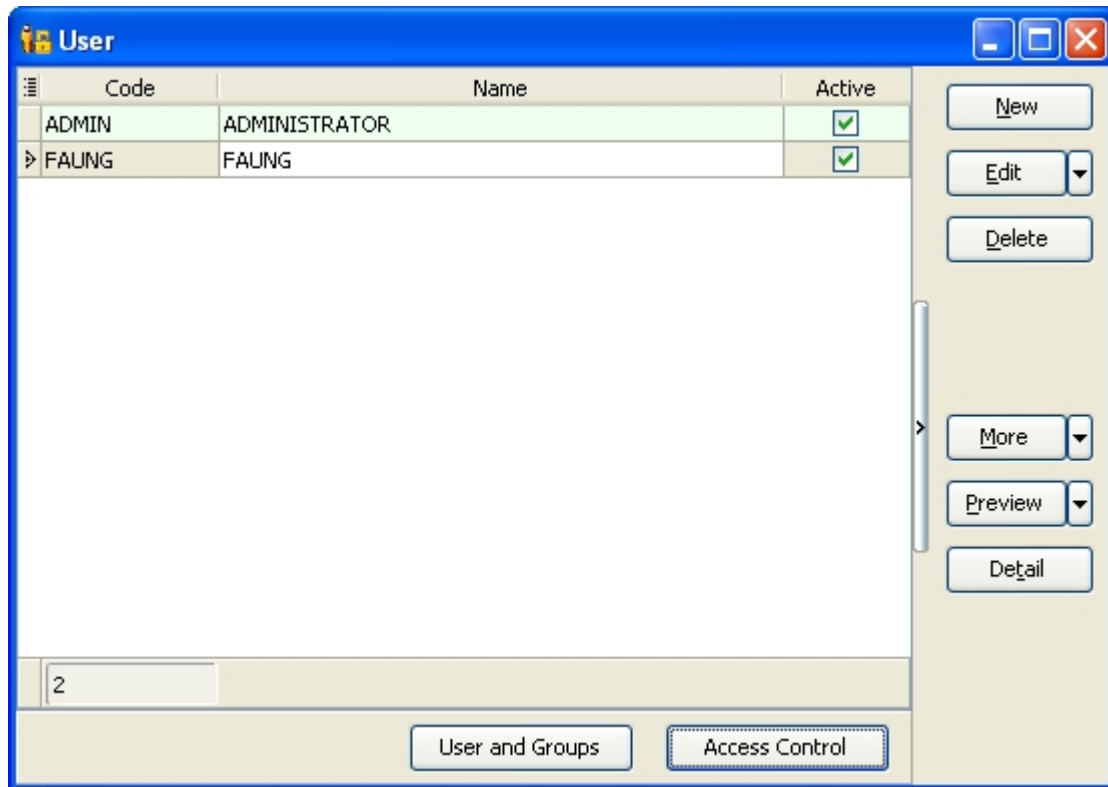 User
Code Name Active
ADMIN ADMINISTRATOR
FAUNG FAUNG
2
User and Groups Access Control
New
Edit
Delete
More
Preview
Detail